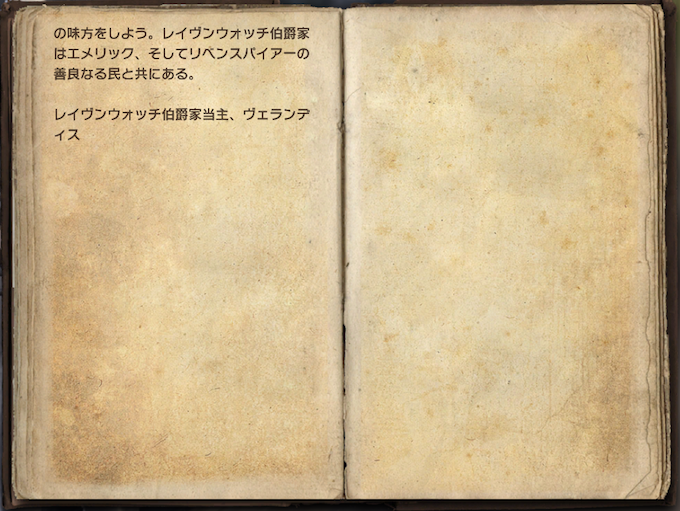 の味方をしよう。レイヴンウォッチ伯爵家
はエメリック、そしてリベンスパイアーの
善良なる民と共にある。
レイヴンウォッチ伯爵家当主、ヴェランデ
ィス